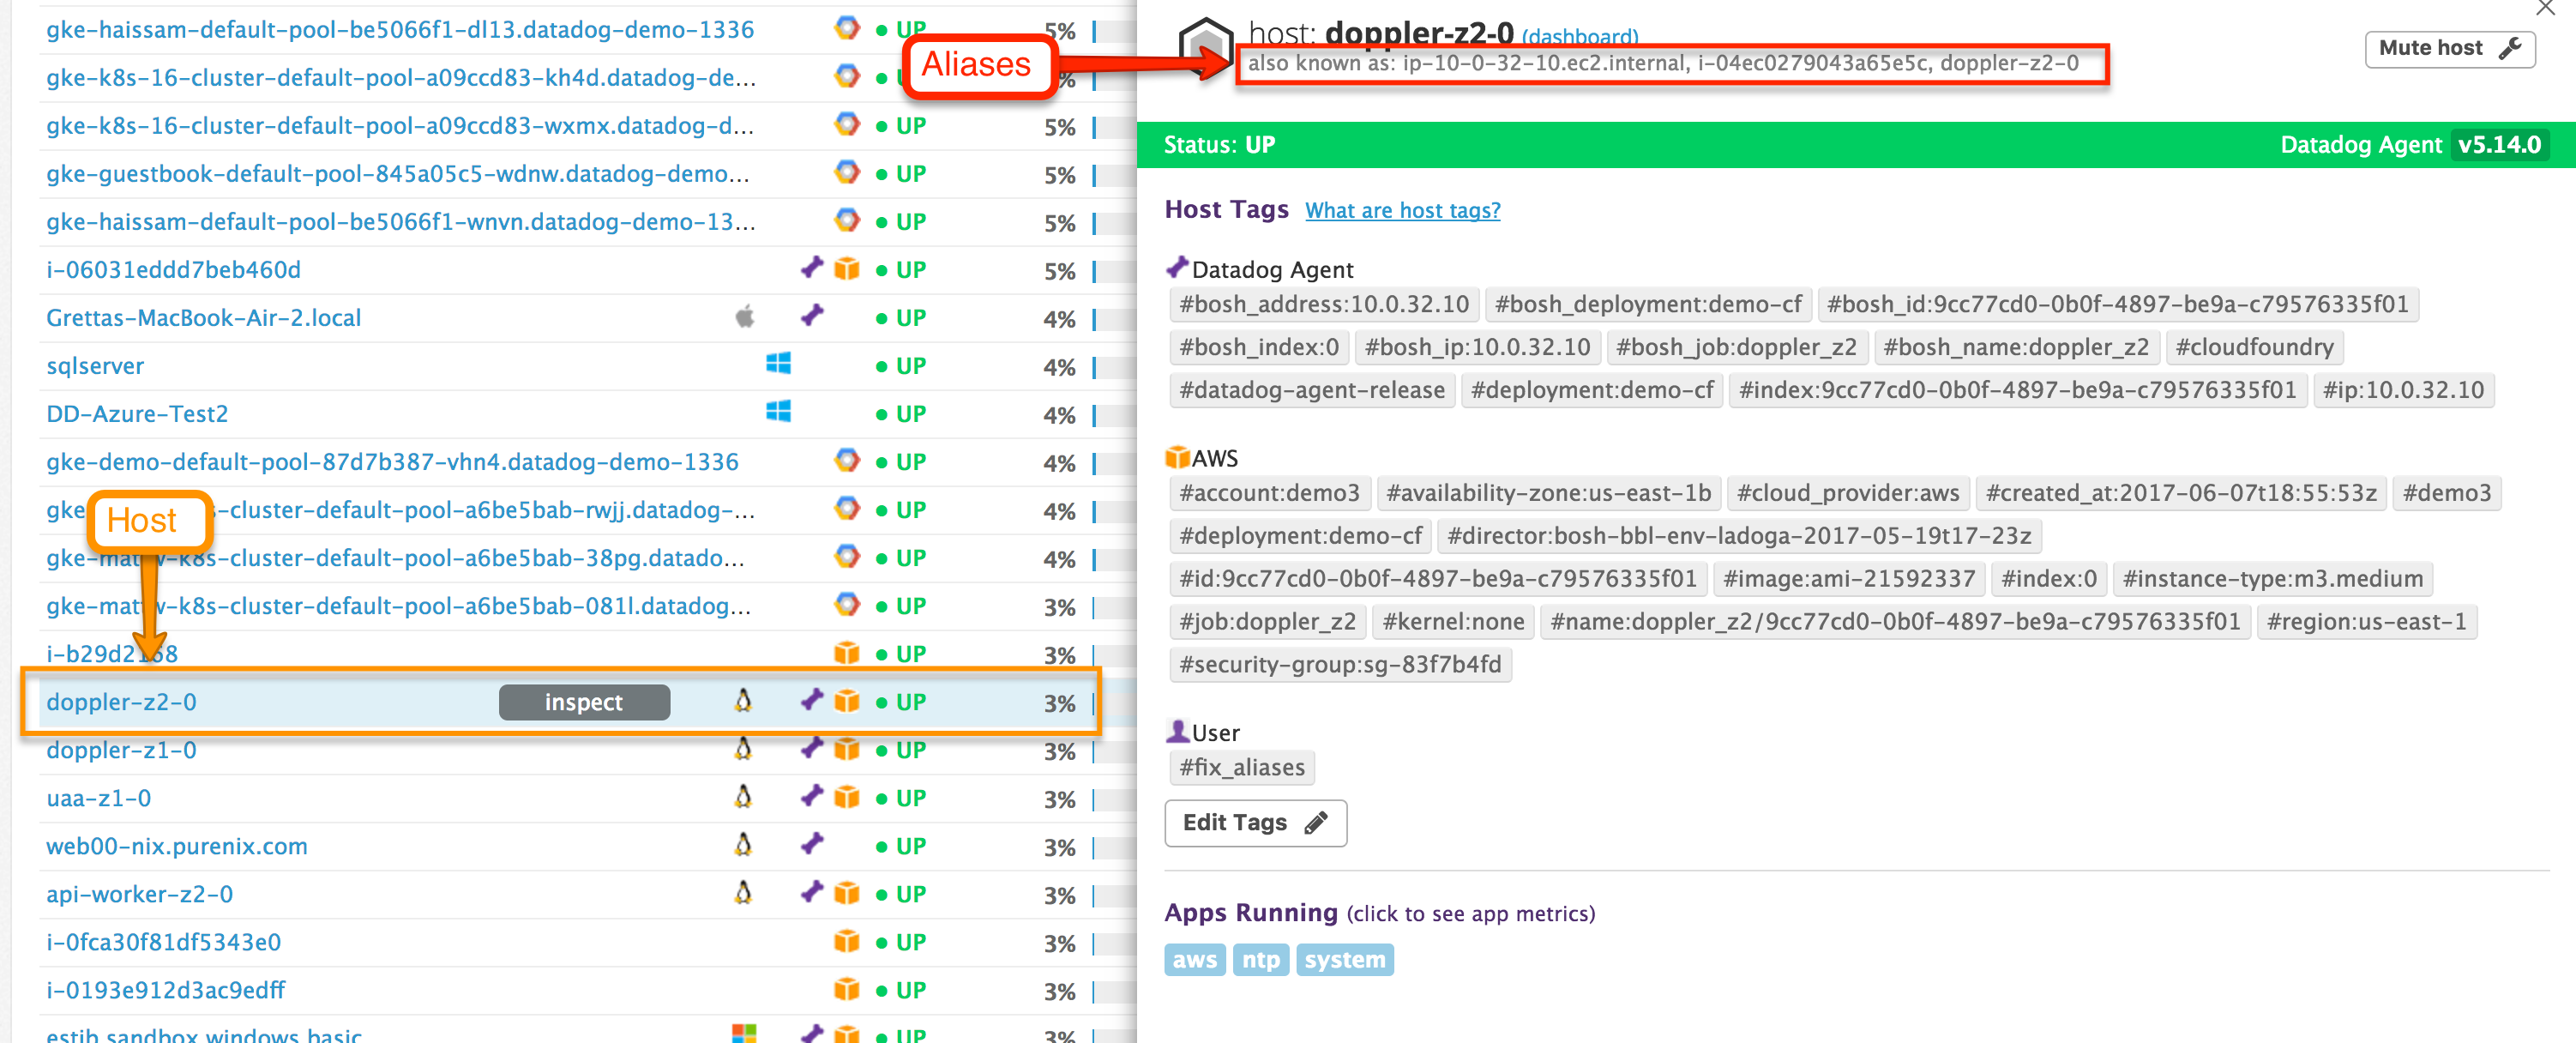 gke-haissam-default-pool-be5066f1-dl13.datadog-demo-1336 UP 5%
gke-k8s-16-cluster-default-pool-a09ccd83-kh4d.datadog-de... %
gke-k8s-16-cluster-default-pool-a09ccd83-wxmx.datadog-d... UP 5%
gke-guestbook-default-pool-845a05c5-wdnw.datadog-demo... UP 5%
gke-haissam-default-pool-be5066f1-wnvn.datadog-demo-13... UP 5%
i-06031eddd7beb460d UP 5%
Grettas-MacBook-Air-2.local UP 4%
sqlserver UP 4%
DD-Azure-Test2 UP 4%
gke-demo-default-pool-87d7b387-vhn4.datadog-demo-1336 UP 4%
gke s-cluster-default-pool-a6be5bab-rwjj.datadog-... UP 4%
gke-mattw-k8s-cluster-default-pool-a6be5bab-38pg.datado... UP 4%
gke-mattw-k8s-cluster-default-pool-a6be5bab-081l.datadog... UP 3%
UP 3%
doppler-z2-0 inspect UP 3%
doppler-z1-0 UP 3%
uaa-z1-0 UP 3%
web00-nix.purenix.com UP 3%
api-worker-z2-0 UP 3%
i-0fca30f81df5343e0 UP 3%
i-0193e912d3ac9edff UP 3%
estib.sandbox.windows.basic UP 3%
Aliases
Host
host: doppler-z2-0 (dashboard)
also known as: ip-10-0-32-10.ec2.internal, i-04ec0279043a65e5c, doppler-z2-0
Mute host
Status: UP Datadog Agent v5.14.0
Host Tags What are host tags?
Datadog Agent
#bosh_address:10.0.32.10 #bosh_deployment:demo-cf #bosh_id:9cc77cd0-0b0f-4897-be9a-c79576335f01
#bosh_index:0 #bosh_ip:10.0.32.10 #bosh_job:doppler_z2 #bosh_name:doppler_z2 #cloudfoundry
#datadog-agent-release #deployment:demo-cf #index:9cc77cd0-0b0f-4897-be9a-c79576335f01 #ip:10.0.32.10
AWS
#account:demo3 #availability-zone:us-east-1b #cloud_provider:aws #created_at:2017-06-07t18:55:53z #demo3
#deployment:demo-cf #director:bosh-bbl-env-ladoga-2017-05-19t17-23z
#id:9cc77cd0-0b0f-4897-be9a-c79576335f01 #image:ami-21592337 #index:0 #instance-type:m3.medium
#job:doppler_z2 #kernel:none #name:doppler_z2/9cc77cd0-0b0f-4897-be9a-c79576335f01 #region:us-east-1
#security-group:sg-83f7b4fd
User
#fix_aliases
Edit Tags
Apps Running (click to see app metrics)
aws ntp system